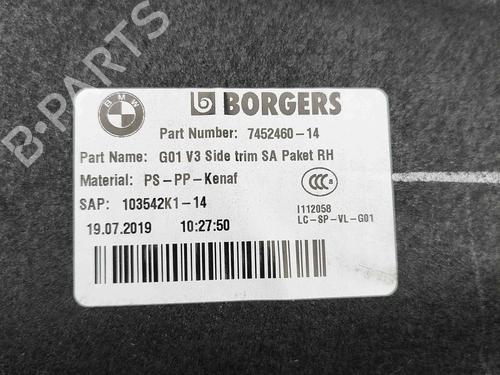 B-PARTS
BMW
BORGERS
Part Number: 7452460-14
Part Name: G01 V3 Side trim SA Paket RH
Material: PS-PP-Kenaf
SAP: 103542K1-14
I112058
LC-SP-VL-G01
19.07.2019 10:27:50